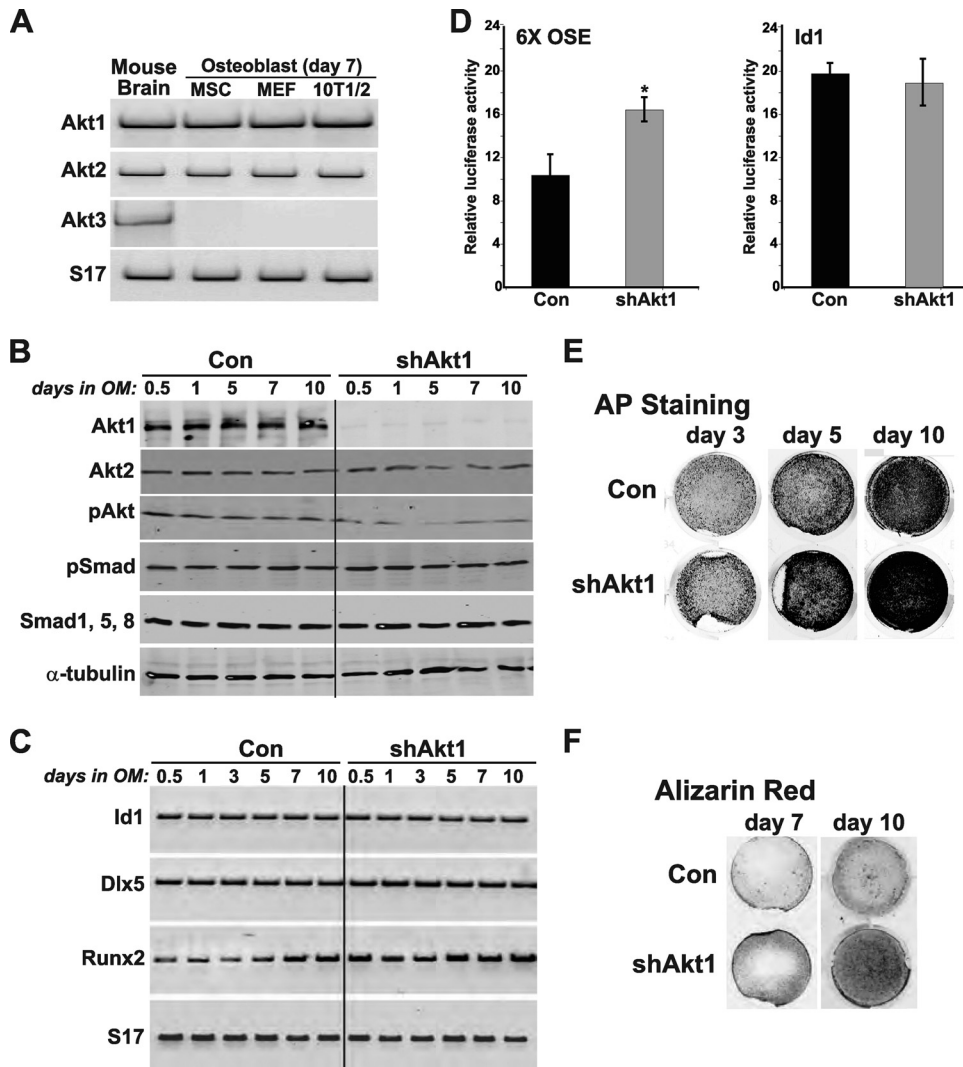 A
Mouse Brain
Osteoblast (day 7)
MSC MEF 10T1/2
Akt1
Akt2
Akt3
S17
D
6X OSE
Relative luciferase activity
24
20
16
12
8
4
0
*
Con shAkt1
Id1
Relative luciferase activity
24
20
16
12
8
4
0
Con shAkt1
B
Con shAkt1
days in OM: 0.5 1 5 7 10 0.5 1 5 7 10
Akt1
Akt2
pAkt
pSmad
Smad1, 5, 8
α-tubulin
E
AP Staining
day 3 day 5 day 10
Con
shAkt1
C
Con shAkt1
days in OM: 0.5 1 3 5 7 10 0.5 1 3 5 7 10
Id1
Dlx5
Runx2
S17
F
Alizarin Red
day 7 day 10
Con
shAkt1